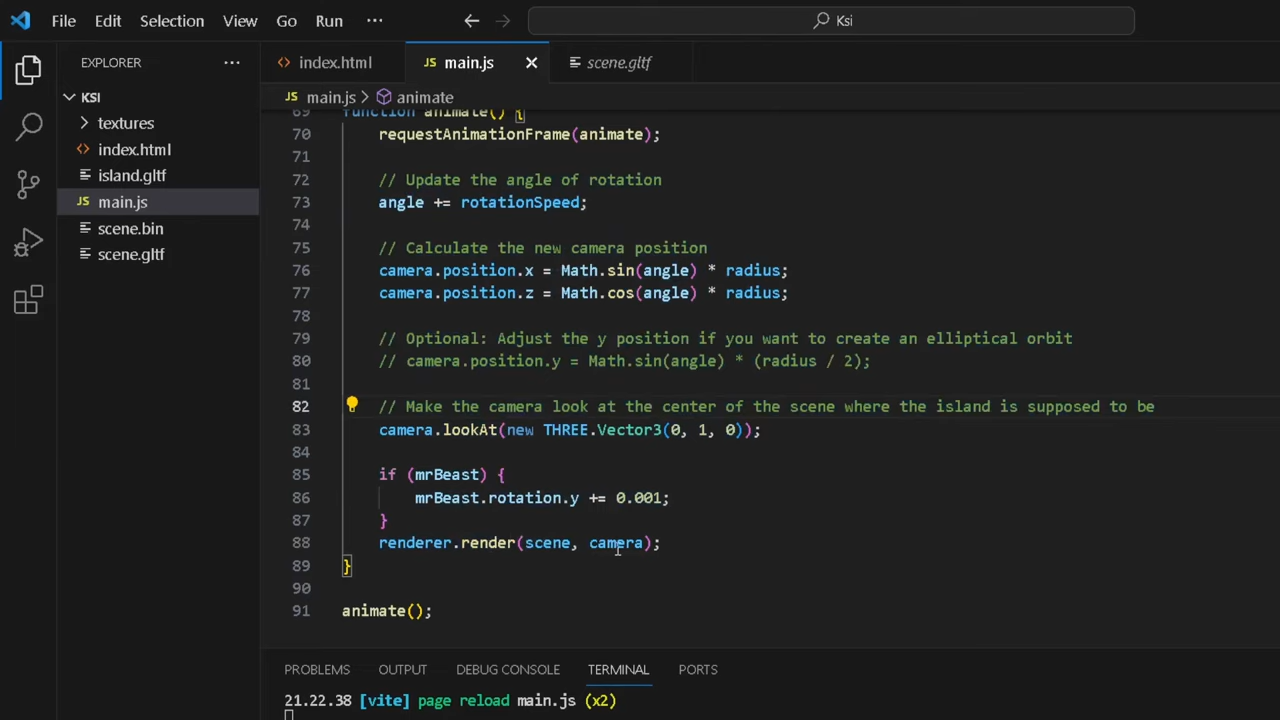 File Edit Selection View Go Run ··· Ksi
EXPLORER ···
KSI
textures
index.html
island.gltf
main.js
scene.bin
scene.gltf
index.html main.js scene.gltf
main.js > animate
69 function animate() {
70 requestAnimationFrame(animate);
71
72 // Update the angle of rotation
73 angle += rotationSpeed;
74
75 // Calculate the new camera position
76 camera.position.x = Math.sin(angle) * radius;
77 camera.position.z = Math.cos(angle) * radius;
78
79 // Optional: Adjust the y position if you want to create an elliptical orbit
80 // camera.position.y = Math.sin(angle) * (radius / 2);
81
82 // Make the camera look at the center of the scene where the island is supposed to be
83 camera.lookAt(new THREE.Vector3(0, 1, 0));
84
85 if (mrBeast) {
86 mrBeast.rotation.y += 0.001;
87 }
88 renderer.render(scene, camera);
89 }
90
91 animate();
PROBLEMS OUTPUT DEBUG CONSOLE TERMINAL PORTS
21.22.38 [vite] page reload main.js (x2)